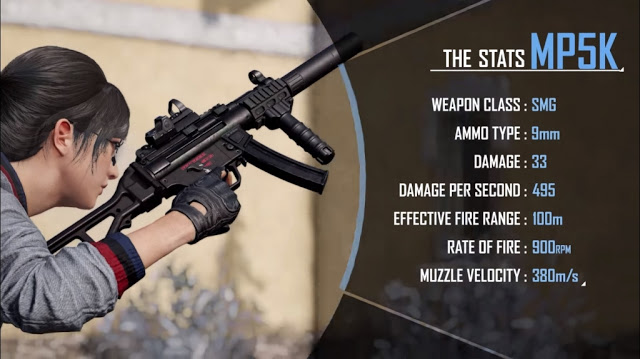 THE STATS MP5K
WEAPON CLASS : SMG
AMMO TYPE : 9mm
DAMAGE : 33
DAMAGE PER SECOND : 495
EFFECTIVE FIRE RANGE : 100m
RATE OF FIRE : 900RPM
MUZZLE VELOCITY : 380m/s